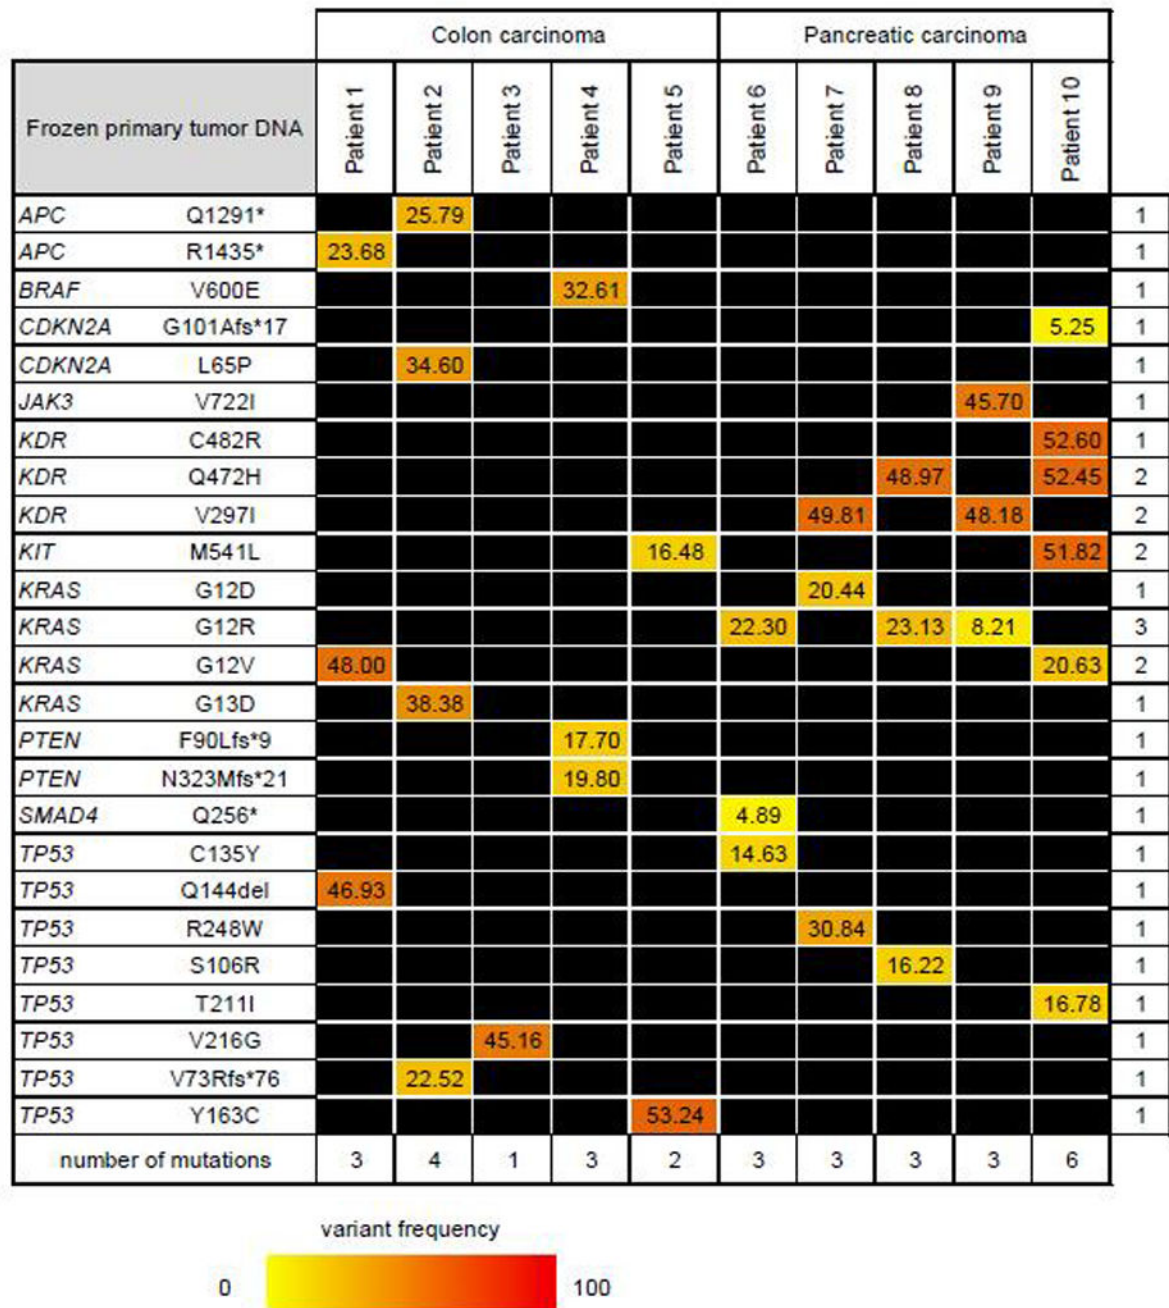 Colon carcinoma Pancreatic carcinoma
Frozen primary tumor DNA Patient 1 Patient 2 Patient 3 Patient 4 Patient 5 Patient 6 Patient 7 Patient 8 Patient 9 Patient 10
APC Q1291* 25.79 1
APC R1435* 23.68 1
BRAF V600E 32.61 1
CDKN2A G101Afs*17 5.25 1
CDKN2A L65P 34.60 1
JAK3 V722I 45.70 1
KDR C482R 52.60 1
KDR Q472H 48.97 52.45 2
KDR V297I 49.81 48.18 2
KIT M541L 16.48 51.82 2
KRAS G12D 20.44 1
KRAS G12R 22.30 23.13 8.21 3
KRAS G12V 48.00 20.63 2
KRAS G13D 38.38 1
PTEN F90Lfs*9 17.70 1
PTEN N323Mfs*21 19.80 1
SMAD4 Q256* 4.89 1
TP53 C135Y 14.63 1
TP53 Q144del 46.93 1
TP53 R248W 30.84 1
TP53 S106R 16.22 1
TP53 T211I 16.78 1
TP53 V216G 45.16 1
TP53 V73Rfs*76 22.52 1
TP53 Y163C 53.24 1
number of mutations 3 4 1 3 2 3 3 3 3 6
variant frequency
0 100